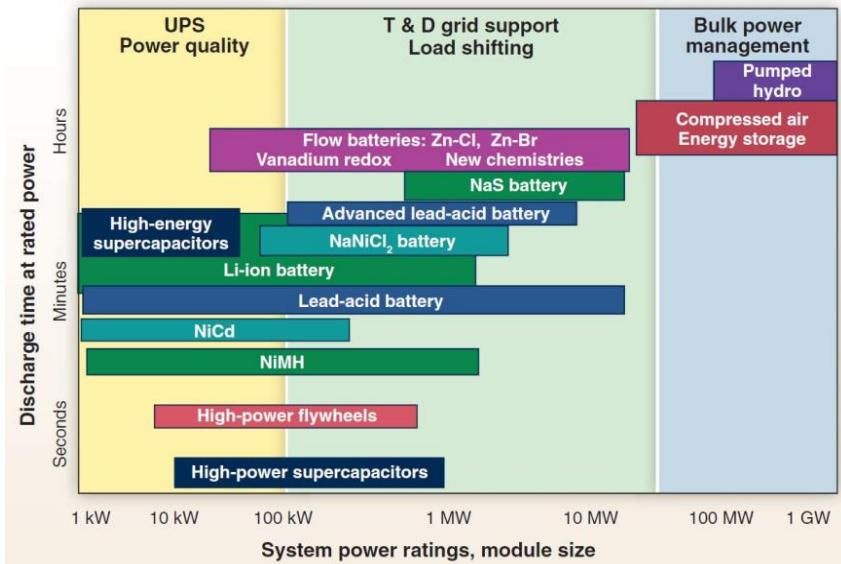 UPS
Power quality
T & D grid support
Load shifting
Bulk power
management
Pumped
hydro
Compressed air
Energy storage
Flow batteries: Zn-Cl, Zn-Br
Vanadium redox New chemistries
NaS battery
Advanced lead-acid battery
High-energy
supercapacitors
NaNiCl₂ battery
Li-ion battery
Lead-acid battery
NiCd
NiMH
High-power flywheels
High-power supercapacitors
Discharge time at rated power
Hours
Minutes
Seconds
1 kW 10 kW 100 kW 1 MW 10 MW 100 MW 1 GW
System power ratings, module size